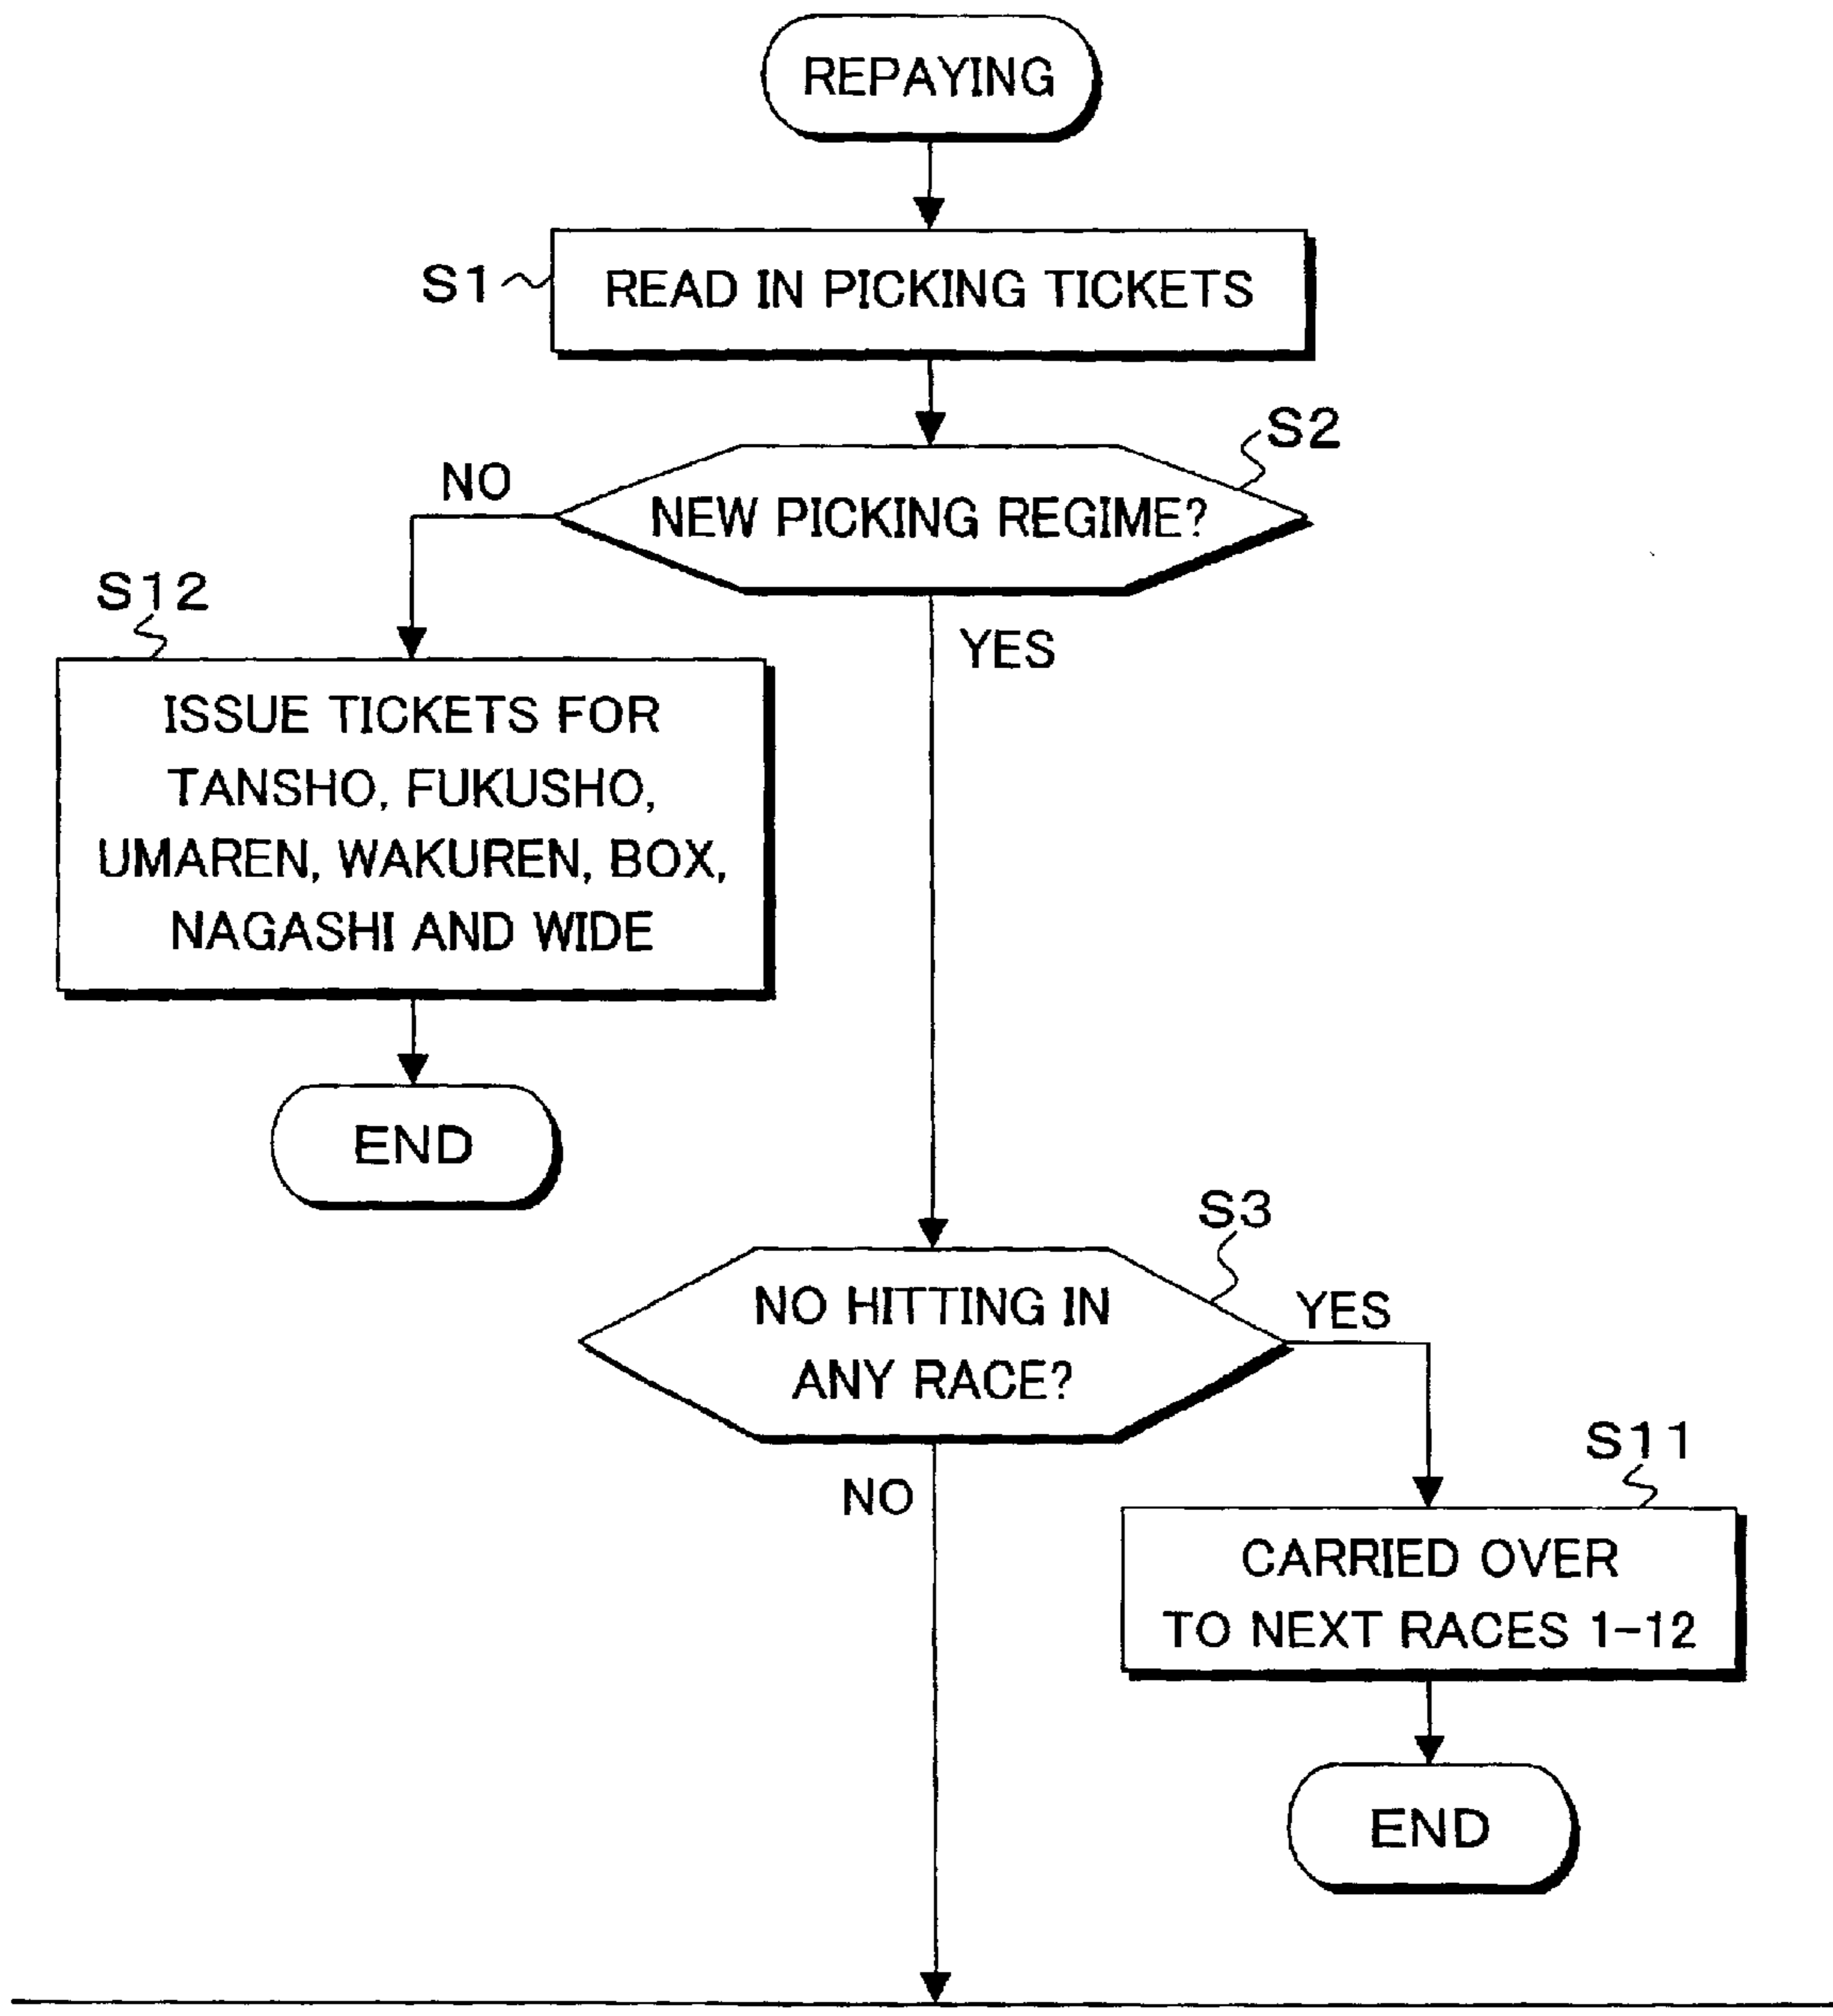 REPAYING
S1
READ IN PICKING TICKETS
S2
NEW PICKING REGIME?
NO
YES
S12
ISSUE TICKETS FOR
TANSHO, FUKUSHO,
UMAREN, WAKUREN, BOX,
NAGASHI AND WIDE
END
S3
NO HITTING IN
ANY RACE?
YES
NO
S11
CARRIED OVER
TO NEXT RACES 1-12
END